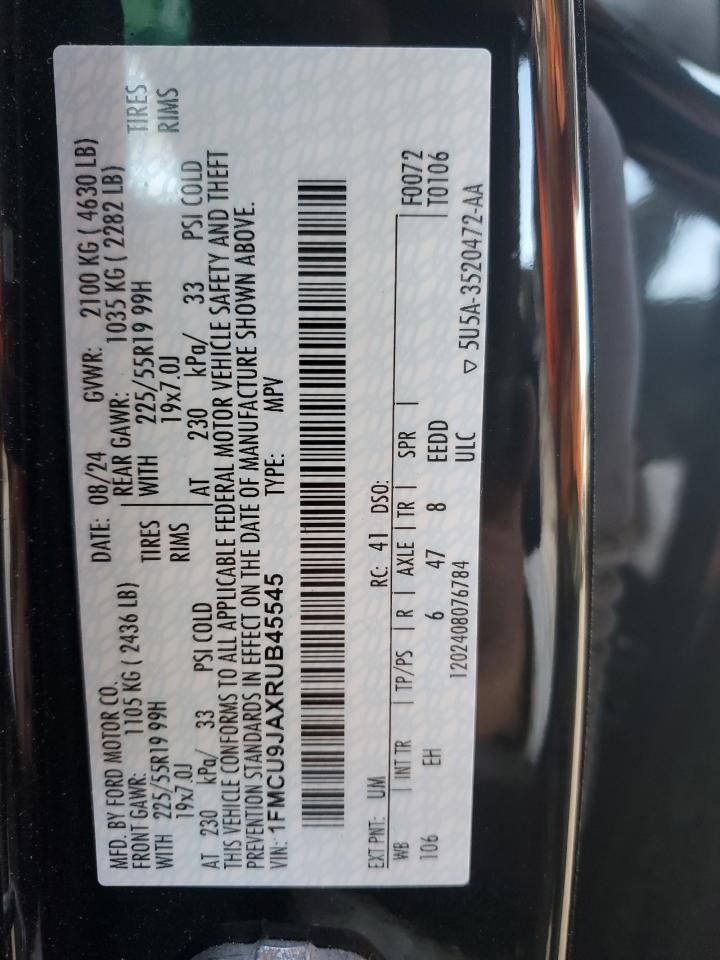 MFD. BY FORD MOTOR CO.
DATE: 08/24 GVWR: 2100 KG ( 4630 LB)
FRONT GAWR: 1105 KG ( 2436 LB) REAR GAWR: 1035 KG ( 2282 LB)
WITH 225/55R19 99H TIRES WITH 225/55R19 99H TIRES
19x7.0J RIMS 19x7.0J RIMS
AT 230 kPa/ 33 PSI COLD AT 230 kPa/ 33 PSI COLD
THIS VEHICLE CONFORMS TO ALL APPLICABLE FEDERAL MOTOR VEHICLE SAFETY AND THEFT
PREVENTION STANDARDS IN EFFECT ON THE DATE OF MANUFACTURE SHOWN ABOVE.
VIN: 1FMCU9JAXRUB45545 TYPE: MPV
EXT PNT: UM RC: 41 DSO:
WB INT TR TP/PS R AXLE TR SPR F0072
106 EH 6 47 8 EEDD T0106
ULC
1202408076784 ▽ 5U5A-3520472-AA